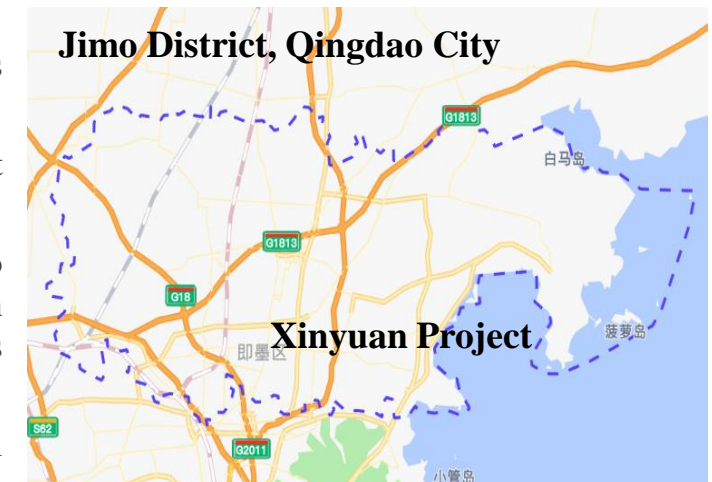 Jimo District, Qingdao City
G1813
白马岛
G1813
G18
Xinyuan Project
菠萝岛
即墨区
S62
G2011
小管岛